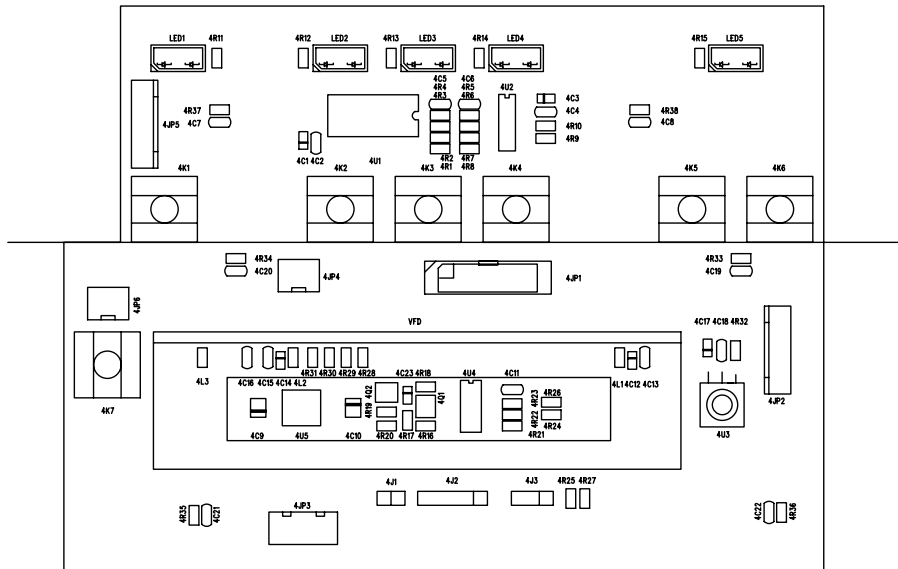 LED1 4R11 4R12 LED2 4R13 LED3 4R14 LED4 4R15 LED5
4C5 4C6
4R4 4R5
4R3 4R6
4U2
4C3
4C4
4R10
4R9
4R37
4C7
4R38
4C8
4JP5
4C1 4C2
4U1
4R2 4R7
4R1 4R8
4K1 4K2 4K3 4K4 4K5 4K6
4R34
4C20
4JP4
4JP1
4R33
4C19
4JP6
VFD
4C17 4C18 4R32
4L3 4C16 4C15 4C14 4L2 4R31 4R30 4R29 4R28
4C23 4R18 4U4 4C11
4L1 4C12 4C13
4Q2
4Q1
4R19
4R23
4R26
4R22
4R24
4K7
4JP2
4C9 4U5 4C10 4R20 4R17 4R16 4R21
4U3
4J1 4J2 4J3 4R25 4R27
4R35 4C21 4JP3
4C22 4R36